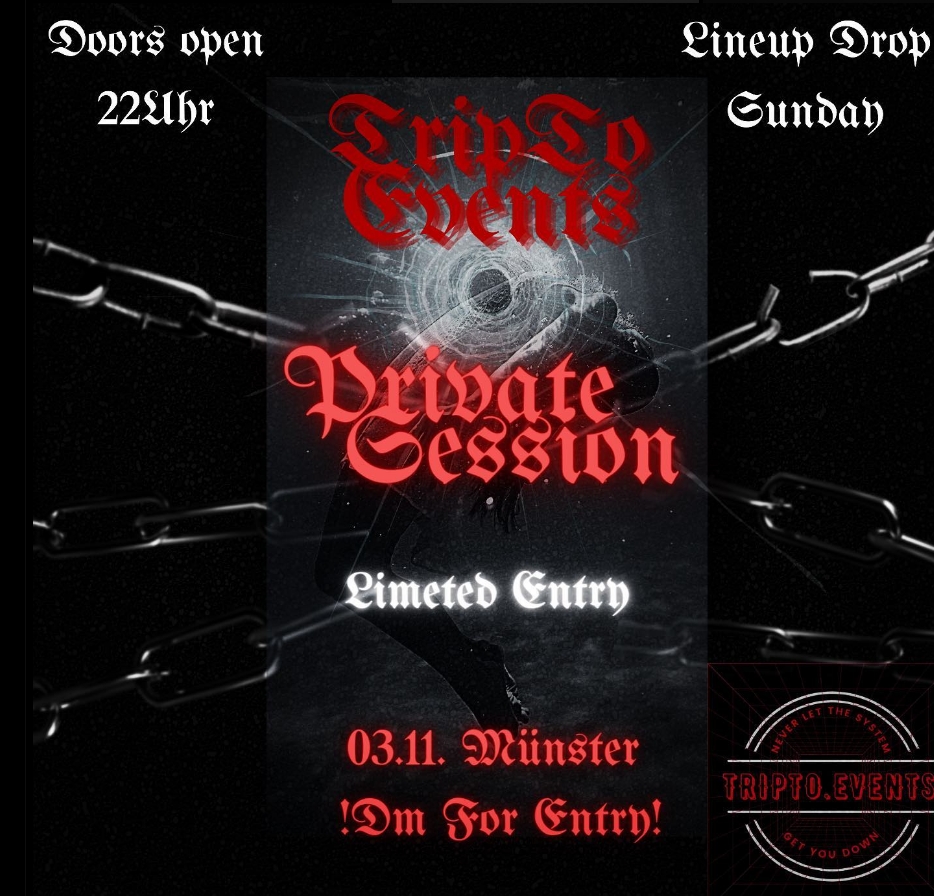 Doors open
22Uhr
Lineup Drop
Sunday
TripTo
Events
Private
Session
Limeted Entry
03.11. Münster
!Dm For Entry!
NEVER LET THE SYSTEM
TRIPTO.EVENTS
GET YOU DOWN